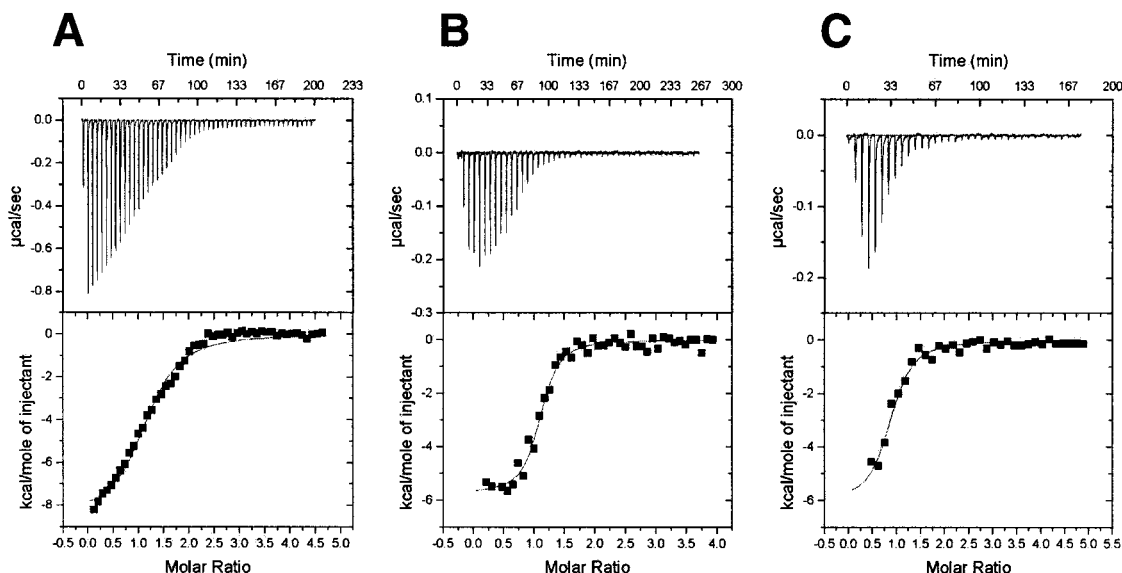 A
Time (min)
0 33 67 100 133 167 200 233
0.0
-0.2
-0.4
-0.6
-0.8
µcal/sec
0
-2
-4
-6
-8
kcal/mole of injectant
-0.5 0.0 0.5 1.0 1.5 2.0 2.5 3.0 3.5 4.0 4.5 5.0
Molar Ratio
B
Time (min)
0 33 67 100 133 167 200 233 267 300
0.1
0.0
-0.1
-0.2
-0.3
µcal/sec
0
-2
-4
-6
kcal/mole of injectant
-0.5 0.0 0.5 1.0 1.5 2.0 2.5 3.0 3.5 4.0
Molar Ratio
C
Time (min)
0 33 67 100 133 167 200
0.0
-0.1
-0.2
µcal/sec
0
-2
-4
-6
kcal/mole of injectant
-0.5 0.0 0.5 1.0 1.5 2.0 2.5 3.0 3.5 4.0 4.5 5.0 5.5
Molar Ratio